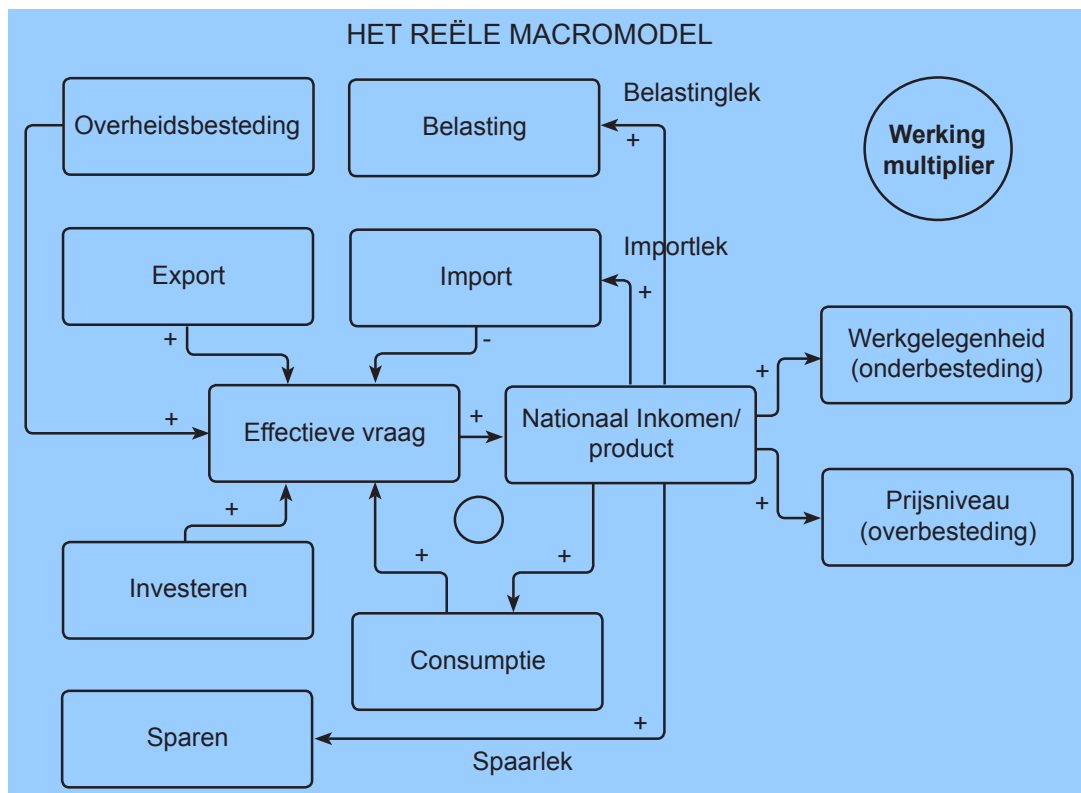 HET REËLE MACROMODEL
Overheidsbesteding
Belasting
Belastinglek
+
Werking
multiplier
Export
Import
Importlek
+
+
-
Werkgelegenheid
(onderbesteding)
+
+
Effectieve vraag
+
Nationaal Inkomen/
product
+
Prijsniveau
(overbesteding)
+
Investeren
+
+
Consumptie
Sparen
+
Spaarlek